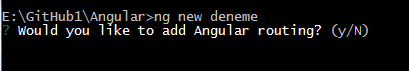 E:\GitHub1\Angular>ng new deneme
? Would you like to add Angular routing? (y/N)